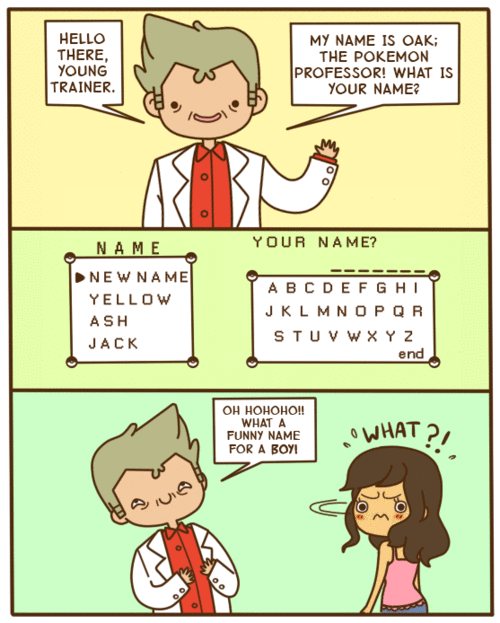 HELLO
THERE,
YOUNG
TRAINER.
MY NAME IS OAK;
THE POKEMON
PROFESSOR! WHAT IS
YOUR NAME?
NAME
▶NEW NAME
YELLOW
ASH
JACK
YOUR NAME?
_______
A B C D E F G H I
J K L M N O P Q R
S T U V W X Y Z
end
OH HOHOHO!!
WHAT A
FUNNY NAME
FOR A BOY!
WHAT?!